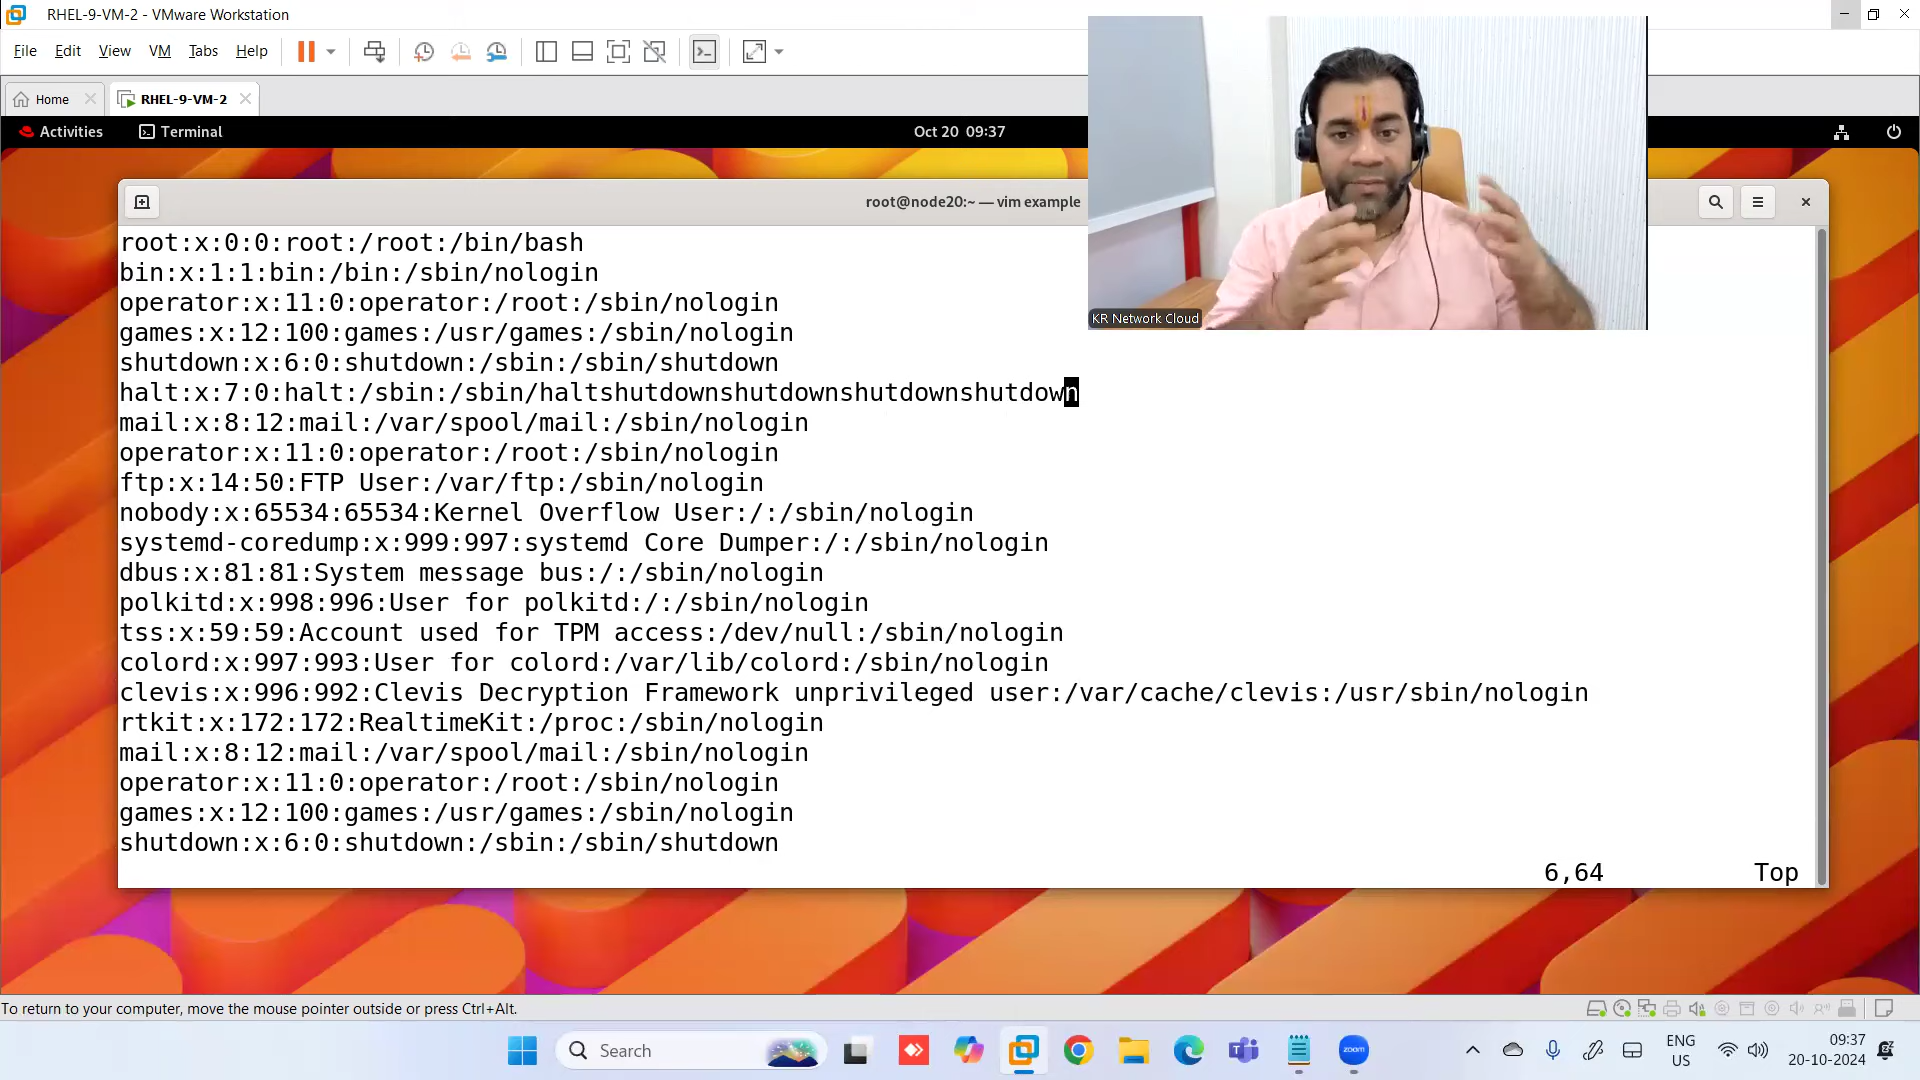 RHEL-9-VM-2 - VMware Workstation
File Edit View VM Tabs Help
Home RHEL-9-VM-2
Activities Terminal Oct 20 09:37
root@node20:~ — vim example
KR Network Cloud
root:x:0:0:root:/root:/bin/bash
bin:x:1:1:bin:/bin:/sbin/nologin
operator:x:11:0:operator:/root:/sbin/nologin
games:x:12:100:games:/usr/games:/sbin/nologin
shutdown:x:6:0:shutdown:/sbin:/sbin/shutdown
halt:x:7:0:halt:/sbin:/sbin/haltshutdownshutdownshutdownshutdown
mail:x:8:12:mail:/var/spool/mail:/sbin/nologin
operator:x:11:0:operator:/root:/sbin/nologin
ftp:x:14:50:FTP User:/var/ftp:/sbin/nologin
nobody:x:65534:65534:Kernel Overflow User:/:/sbin/nologin
systemd-coredump:x:999:997:systemd Core Dumper:/:/sbin/nologin
dbus:x:81:81:System message bus:/:/sbin/nologin
polkitd:x:998:996:User for polkitd:/:/sbin/nologin
tss:x:59:59:Account used for TPM access:/dev/null:/sbin/nologin
colord:x:997:993:User for colord:/var/lib/colord:/sbin/nologin
clevis:x:996:992:Clevis Decryption Framework unprivileged user:/var/cache/clevis:/usr/sbin/nologin
rtkit:x:172:172:RealtimeKit:/proc:/sbin/nologin
mail:x:8:12:mail:/var/spool/mail:/sbin/nologin
operator:x:11:0:operator:/root:/sbin/nologin
games:x:12:100:games:/usr/games:/sbin/nologin
shutdown:x:6:0:shutdown:/sbin:/sbin/shutdown
6,64 Top
To return to your computer, move the mouse pointer outside or press Ctrl+Alt.
Search
zoom
ENG
US
09:37
20-10-2024